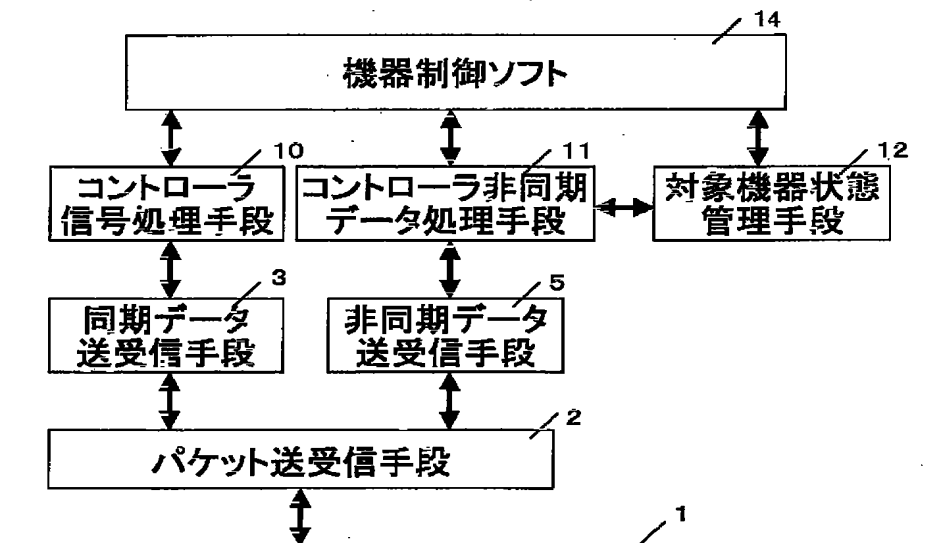 14
機器制御ソフト
10
11
12
コントローラ
信号処理手段
コントローラ非同期
データ処理手段
対象機器状態
管理手段
3
5
同期データ
送受信手段
非同期データ
送受信手段
2
パケット送受信手段
1